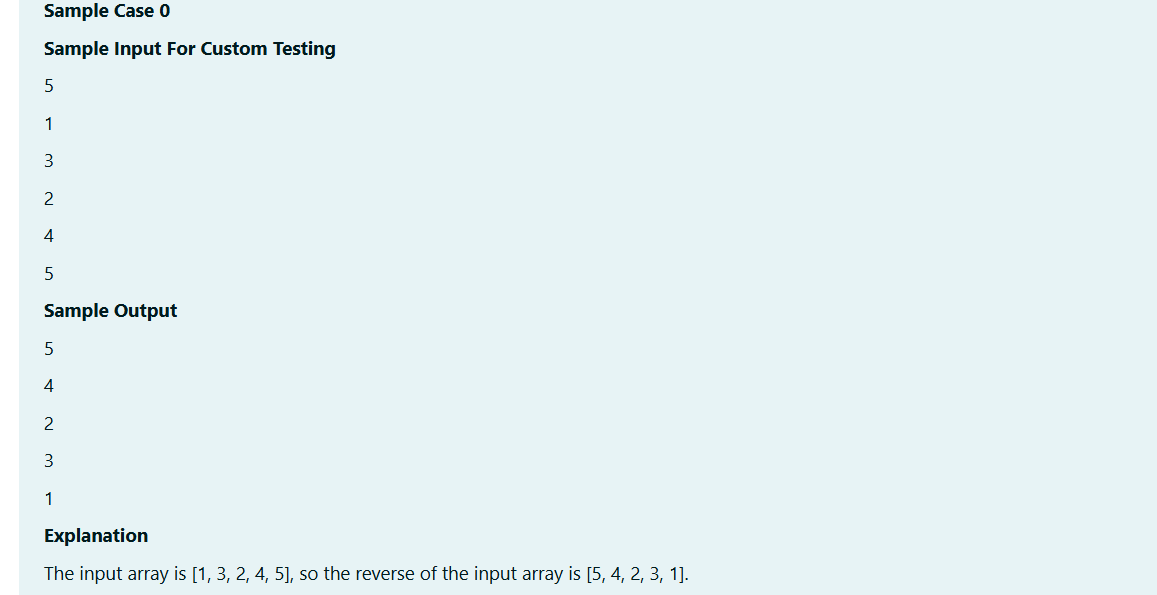 Sample Case 0
Sample Input For Custom Testing
5
1
3
2
4
5
Sample Output
5
4
2
3
1
Explanation
The input array is [1, 3, 2, 4, 5], so the reverse of the input array is [5, 4, 2, 3, 1].